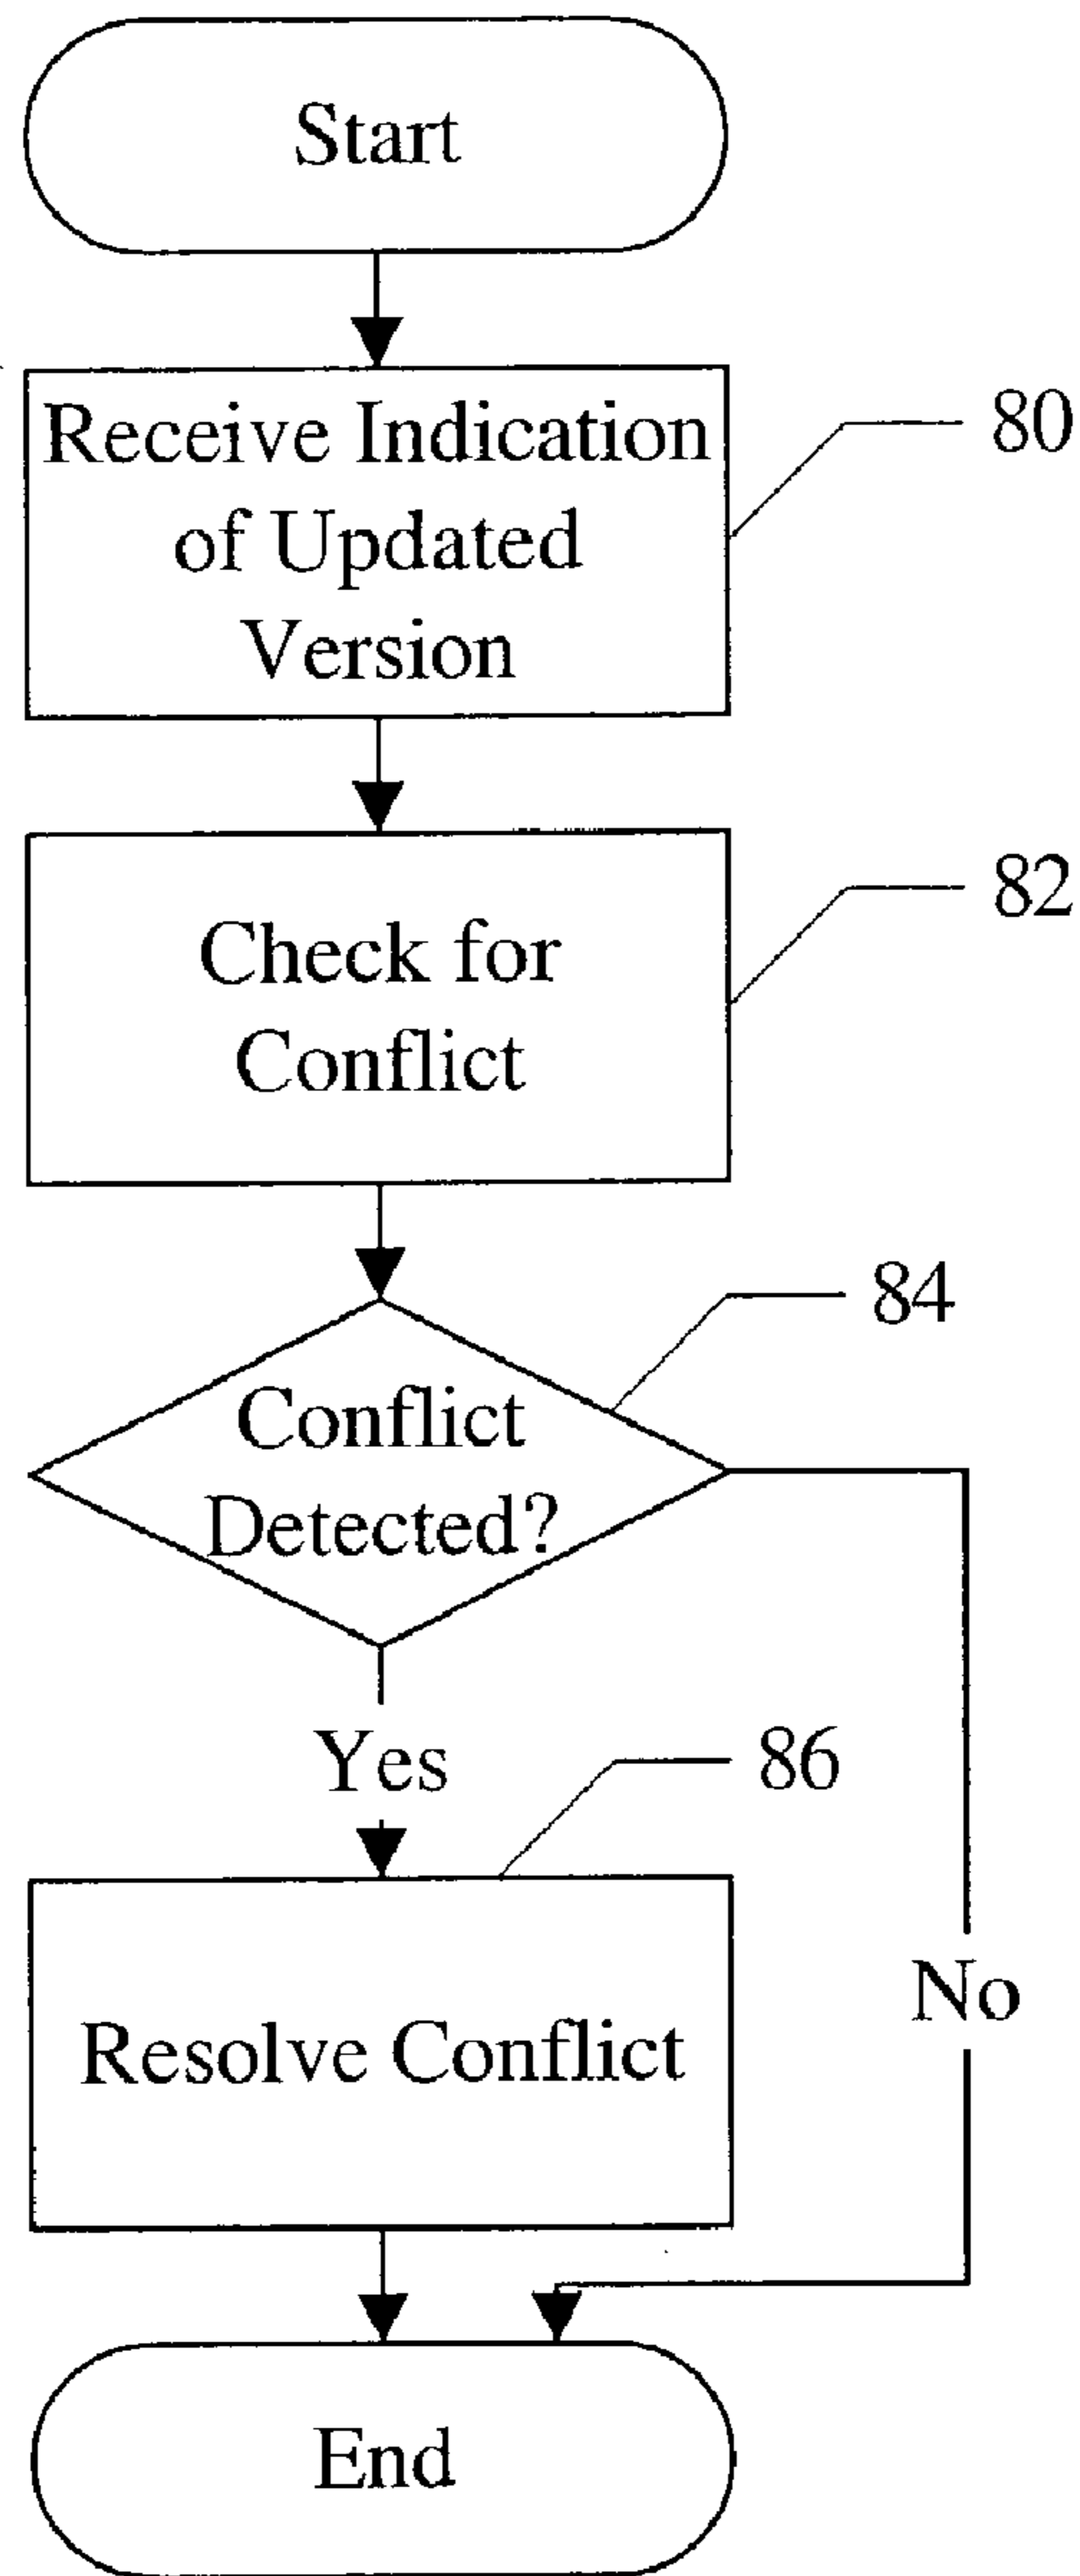 Start
Receive Indication
of Updated
Version
80
Check for
Conflict
82
84
Conflict
Detected?
Yes
86
Resolve Conflict
No
End